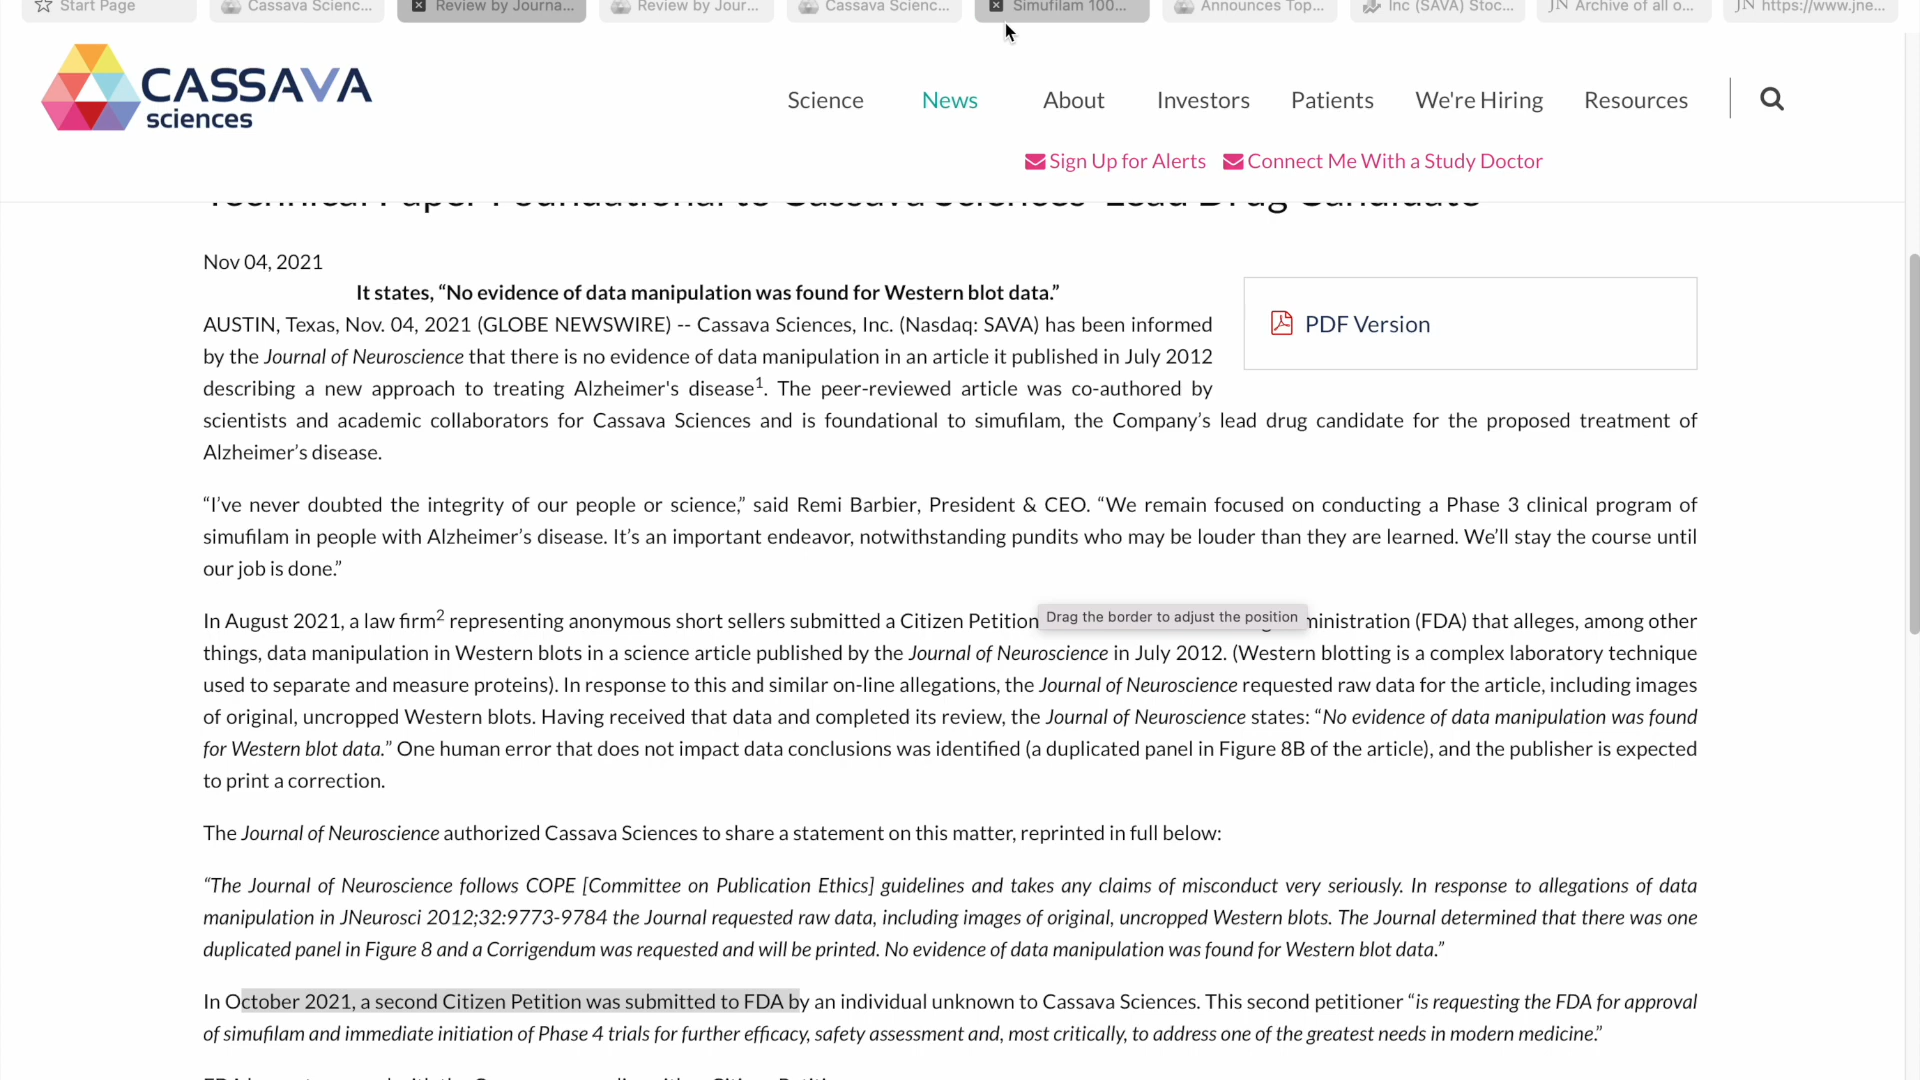 Start Page Cassava Scienc... Review by Journa... Review by Jour... Cassava Scienc... Simufilam 100... Announces Top... Inc (SAVA) Stoc... JN Archive of all o... JN https://www.jne...
CASSAVA
sciences
Science News About Investors Patients We're Hiring Resources
Sign Up for Alerts Connect Me With a Study Doctor
Technical Paper Foundational to Cassava Sciences' Lead Drug Candidate
Nov 04, 2021
It states, “No evidence of data manipulation was found for Western blot data.”
PDF Version
AUSTIN, Texas, Nov. 04, 2021 (GLOBE NEWSWIRE) -- Cassava Sciences, Inc. (Nasdaq: SAVA) has been informed
by the Journal of Neuroscience that there is no evidence of data manipulation in an article it published in July 2012
describing a new approach to treating Alzheimer's disease1. The peer-reviewed article was co-authored by
scientists and academic collaborators for Cassava Sciences and is foundational to simufilam, the Company’s lead drug candidate for the proposed treatment of
Alzheimer’s disease.
“I’ve never doubted the integrity of our people or science,” said Remi Barbier, President & CEO. “We remain focused on conducting a Phase 3 clinical program of
simufilam in people with Alzheimer’s disease. It’s an important endeavor, notwithstanding pundits who may be louder than they are learned. We’ll stay the course until
our job is done.”
In August 2021, a law firm2 representing anonymous short sellers submitted a Citizen Petition Drag the border to adjust the position ministration (FDA) that alleges, among other
things, data manipulation in Western blots in a science article published by the Journal of Neuroscience in July 2012. (Western blotting is a complex laboratory technique
used to separate and measure proteins). In response to this and similar on-line allegations, the Journal of Neuroscience requested raw data for the article, including images
of original, uncropped Western blots. Having received that data and completed its review, the Journal of Neuroscience states: “No evidence of data manipulation was found
for Western blot data.” One human error that does not impact data conclusions was identified (a duplicated panel in Figure 8B of the article), and the publisher is expected
to print a correction.
The Journal of Neuroscience authorized Cassava Sciences to share a statement on this matter, reprinted in full below:
“The Journal of Neuroscience follows COPE [Committee on Publication Ethics] guidelines and takes any claims of misconduct very seriously. In response to allegations of data
manipulation in JNeurosci 2012;32:9773-9784 the Journal requested raw data, including images of original, uncropped Western blots. The Journal determined that there was one
duplicated panel in Figure 8 and a Corrigendum was requested and will be printed. No evidence of data manipulation was found for Western blot data.”
In October 2021, a second Citizen Petition was submitted to FDA by an individual unknown to Cassava Sciences. This second petitioner “is requesting the FDA for approval
of simufilam and immediate initiation of Phase 4 trials for further efficacy, safety assessment and, most critically, to address one of the greatest needs in modern medicine.”